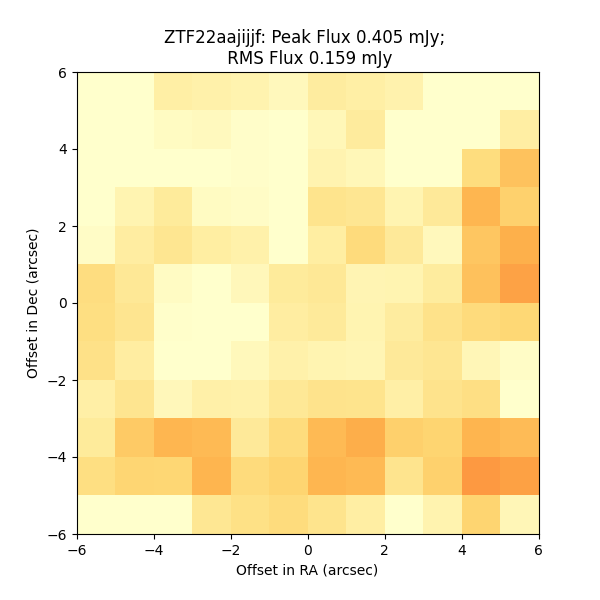 ZTF22aajijjf: Peak Flux 0.405 mJy;
RMS Flux 0.159 mJy
6
4
2
0
−2
−4
−6
Offset in Dec (arcsec)
−6 −4 −2 0 2 4 6
Offset in RA (arcsec)